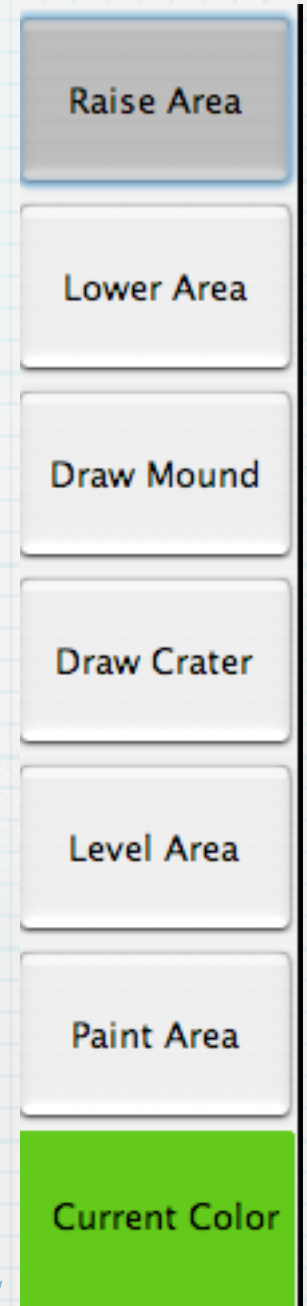 Raise Area
Lower Area
Draw Mound
Draw Crater
Level Area
Paint Area
Current Color